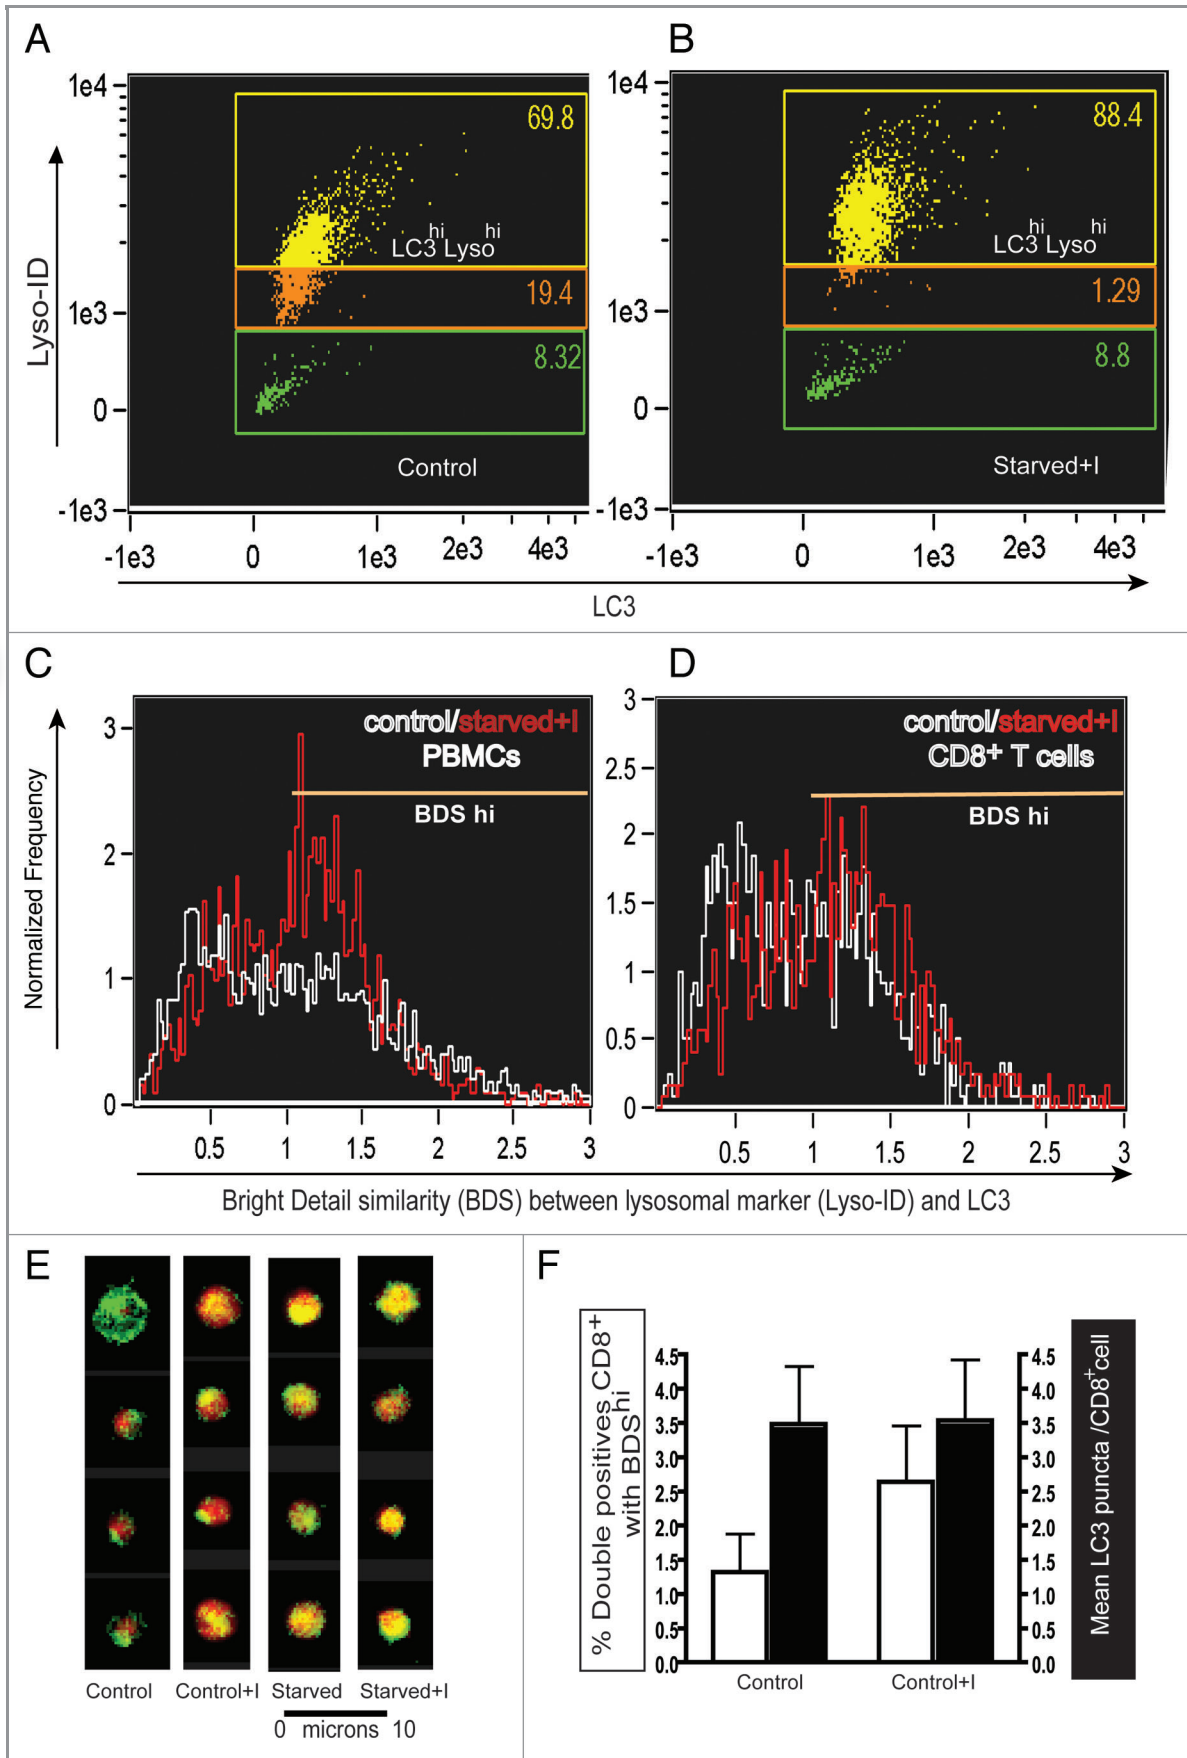 A
B
1e4
1e3
0
-1e3
Lyso-ID
69.8
LC3hi Lysohi
19.4
8.32
Control
-1e3 0 1e3 2e3 4e3
1e4
1e3
0
-1e3
88.4
LC3hi Lysohi
1.29
8.8
Starved+I
-1e3 0 1e3 2e3 4e3
LC3
C
D
Normalized Frequency
3
2
1
0
control/starved+I
PBMCs
BDS hi
0.5 1 1.5 2 2.5 3
3
2.5
2
1.5
1
0.5
0
control/starved+I
CD8+ T cells
BDS hi
0.5 1 1.5 2 2.5 3
Bright Detail similarity (BDS) between lysosomal marker (Lyso-ID) and LC3
E
Control Control+I Starved Starved+I
0 microns 10
F
% Double positives CD8+
with BDShi
4.5
4.0
3.5
3.0
2.5
2.0
1.5
1.0
0.5
0.0
Control Control+I
4.5
4.0
3.5
3.0
2.5
2.0
1.5
1.0
0.5
0.0
Mean LC3 puncta /CD8+cell